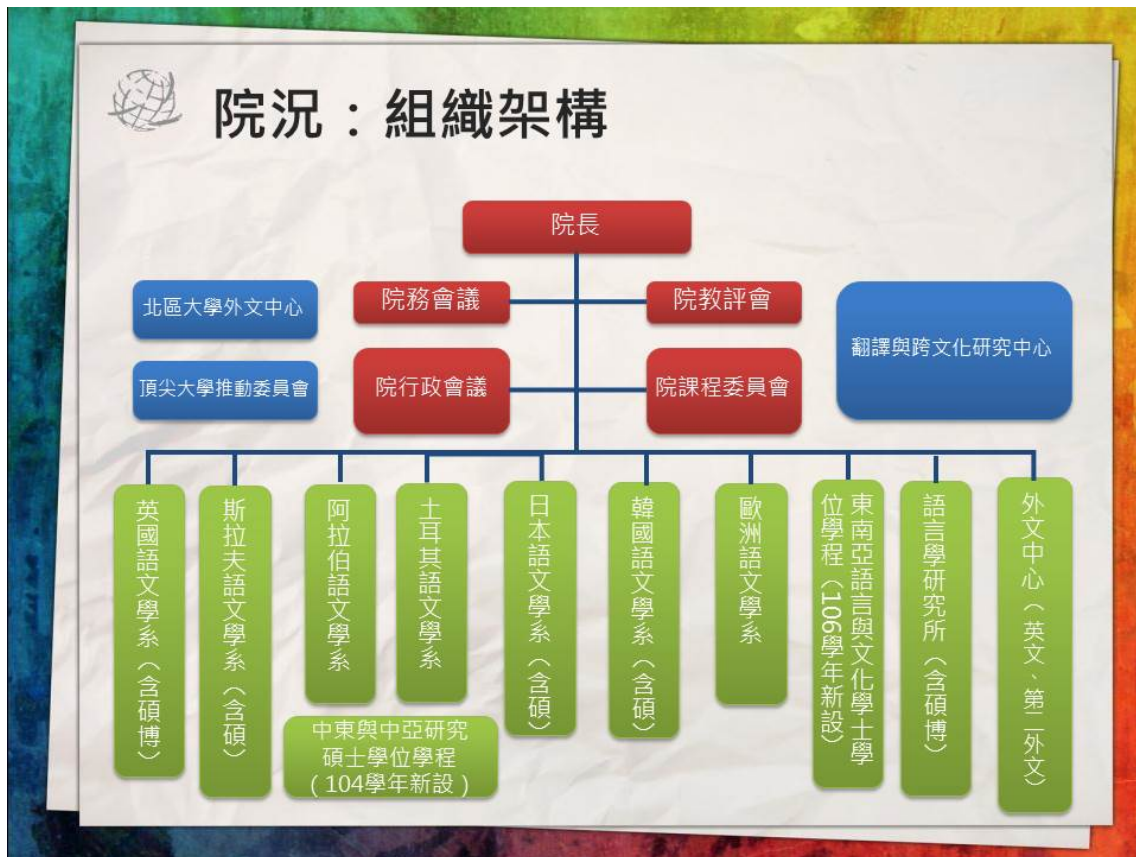 院況：組織架構
院長
北區大學外文中心
院務會議
院教評會
翻譯與跨文化研究中心
頂尖大學推動委員會
院行政會議
院課程委員會
英國語文學系（含碩博）
斯拉夫語文學系（含碩）
阿拉伯語文學系
土耳其語文學系
中東與中亞研究
碩士學位學程
（104學年新設）
日本語文學系（含碩）
韓國語文學系（含碩）
歐洲語文學系
東南亞語言與文化學士學
位學程（106學年新設）
語言學研究所（含碩博）
外文中心（英文、第二外文）